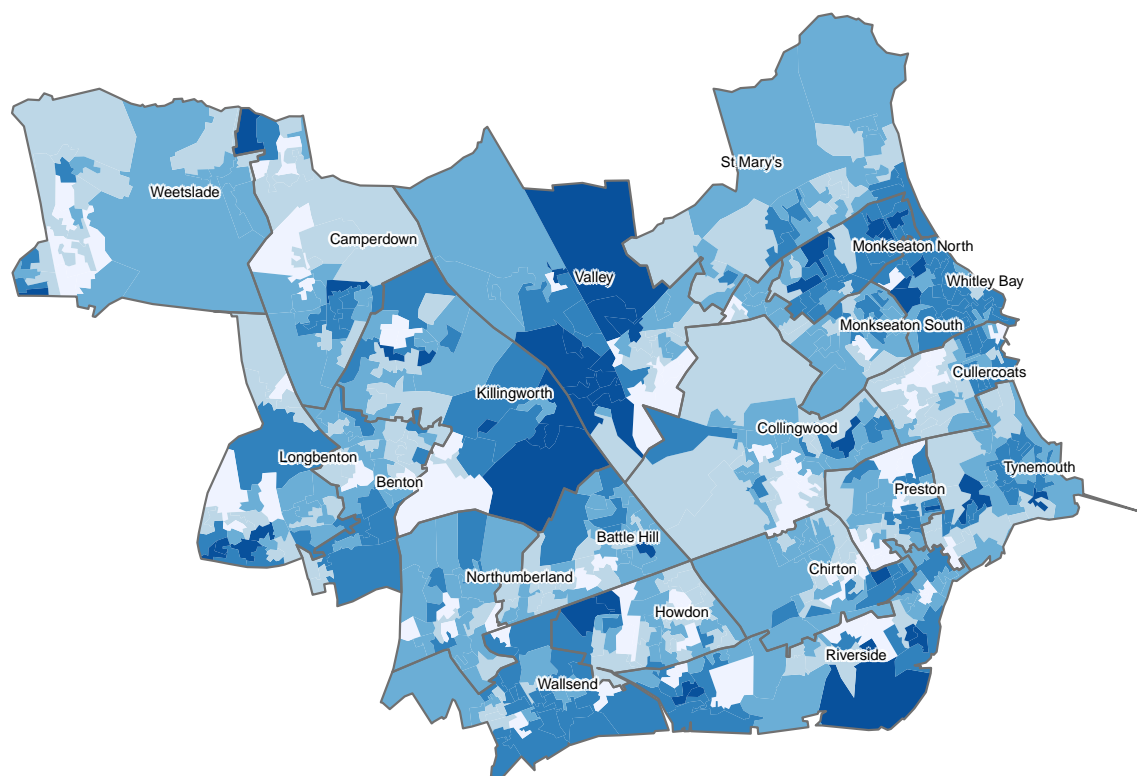 St Mary's
Weetslade
Camperdown
Monkseaton North
Valley
Whitley Bay
Monkseaton South
Cullercoats
Killingworth
Collingwood
Longbenton
Tynemouth
Benton
Preston
Battle Hill
Chirton
Northumberland
Howdon
Riverside
Wallsend